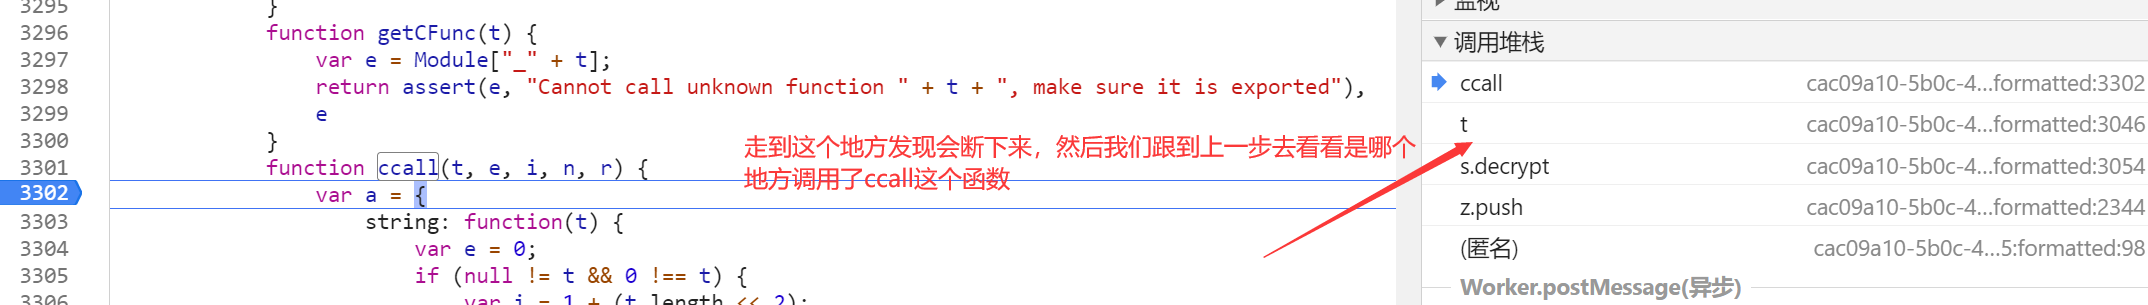 3295 }
3296 function getCFunc(t) {
3297 var e = Module["_" + t];
3298 return assert(e, "Cannot call unknown function " + t + ", make sure it is exported"),
3299 e
3300 }
3301 function ccall(t, e, i, n, r) {
3302 var a = {
3303 string: function(t) {
3304 var e = 0;
3305 if (null != t && 0 !== t) {
3306 var i = 1 + (t.length << 2);
走到这个地方发现会断下来，然后我们跟到上一步去看看是哪个
地方调用了ccall这个函数
监视
调用堆栈
ccall cac09a10-5b0c-4...formatted:3302
t cac09a10-5b0c-4...formatted:3046
s.decrypt cac09a10-5b0c-4...formatted:3054
z.push cac09a10-5b0c-4...formatted:2344
(匿名) cac09a10-5b0c-4...5:formatted:98
Worker.postMessage(异步)